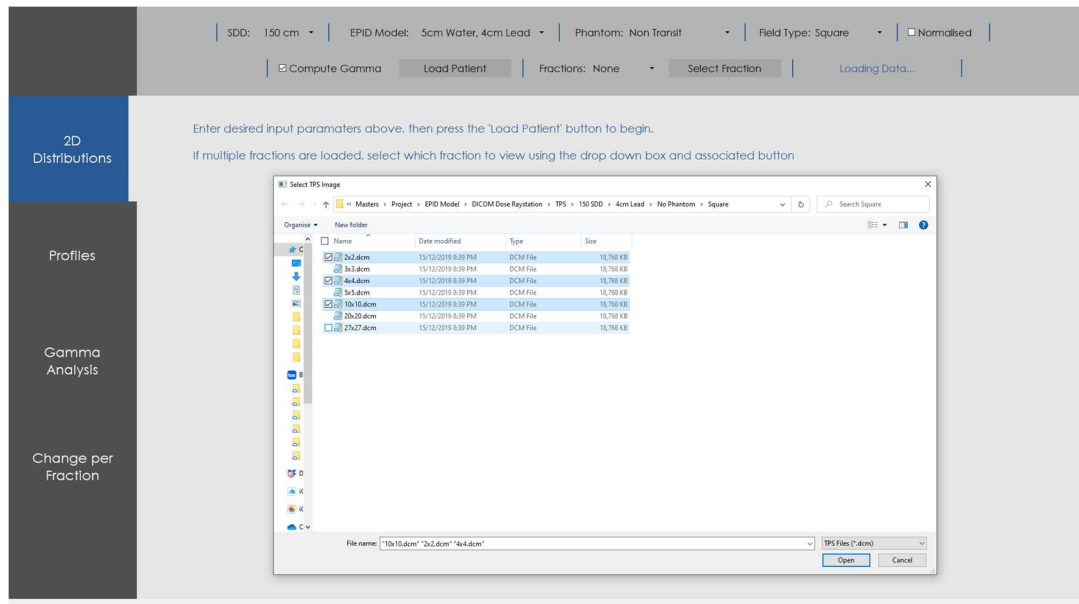 SDD: 150 cm EPID Model: 5cm Water, 4cm Lead Phantom: Non Transit Field Type: Square Normalised
Compute Gamma Load Patient Fractions: None Select Fraction Loading Data...
2D
Distributions
Profiles
Gamma
Analysis
Change per
Fraction
Enter desired input paramaters above, then press the 'Load Patient' button to begin.
If multiple fractions are loaded, select which fraction to view using the drop down box and associated button
Select TPS Image
« Masters > Project > EPID Model > DICOM Dose Raystation > TPS > 150 SDD > 4cm Lead > No Phantom > Square Search Square
Organise New folder
Name Date modified Type Size
2x2.dcm 15/12/2019 8:39 PM DCM File 18,768 KB
3x3.dcm 15/12/2019 8:39 PM DCM File 18,768 KB
4x4.dcm 15/12/2019 8:39 PM DCM File 18,768 KB
5x5.dcm 15/12/2019 8:39 PM DCM File 18,768 KB
10x10.dcm 15/12/2019 8:39 PM DCM File 18,768 KB
20x20.dcm 15/12/2019 8:39 PM DCM File 18,768 KB
27x27.dcm 15/12/2019 8:39 PM DCM File 18,768 KB
B
D
iC
iC
File name: "10x10.dcm" "2x2.dcm" "4x4.dcm" TPS Files (*.dcm)
Open Cancel